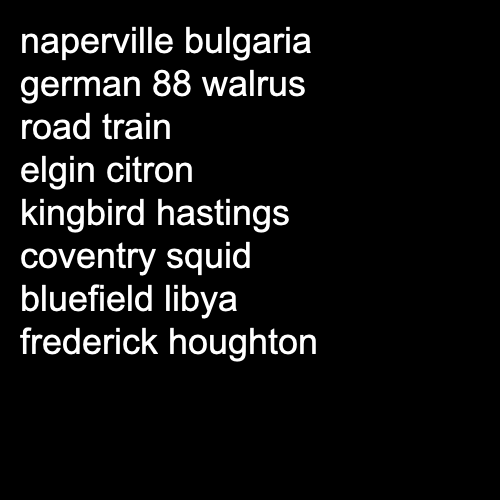 naperville bulgaria
german 88 walrus
road train
elgin citron
kingbird hastings
coventry squid
bluefield libya
frederick houghton